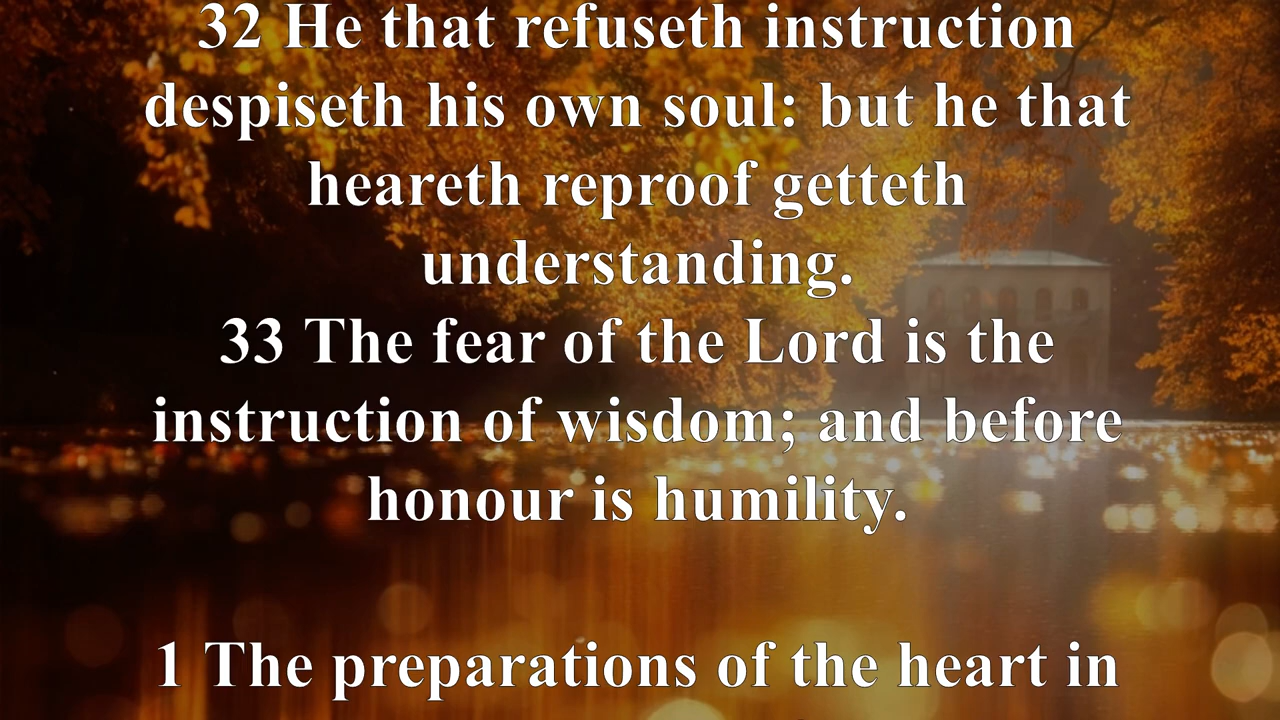 32 He that refuseth instruction
despiseth his own soul: but he that
heareth reproof getteth
understanding.
33 The fear of the Lord is the
instruction of wisdom; and before
honour is humility.
1 The preparations of the heart in